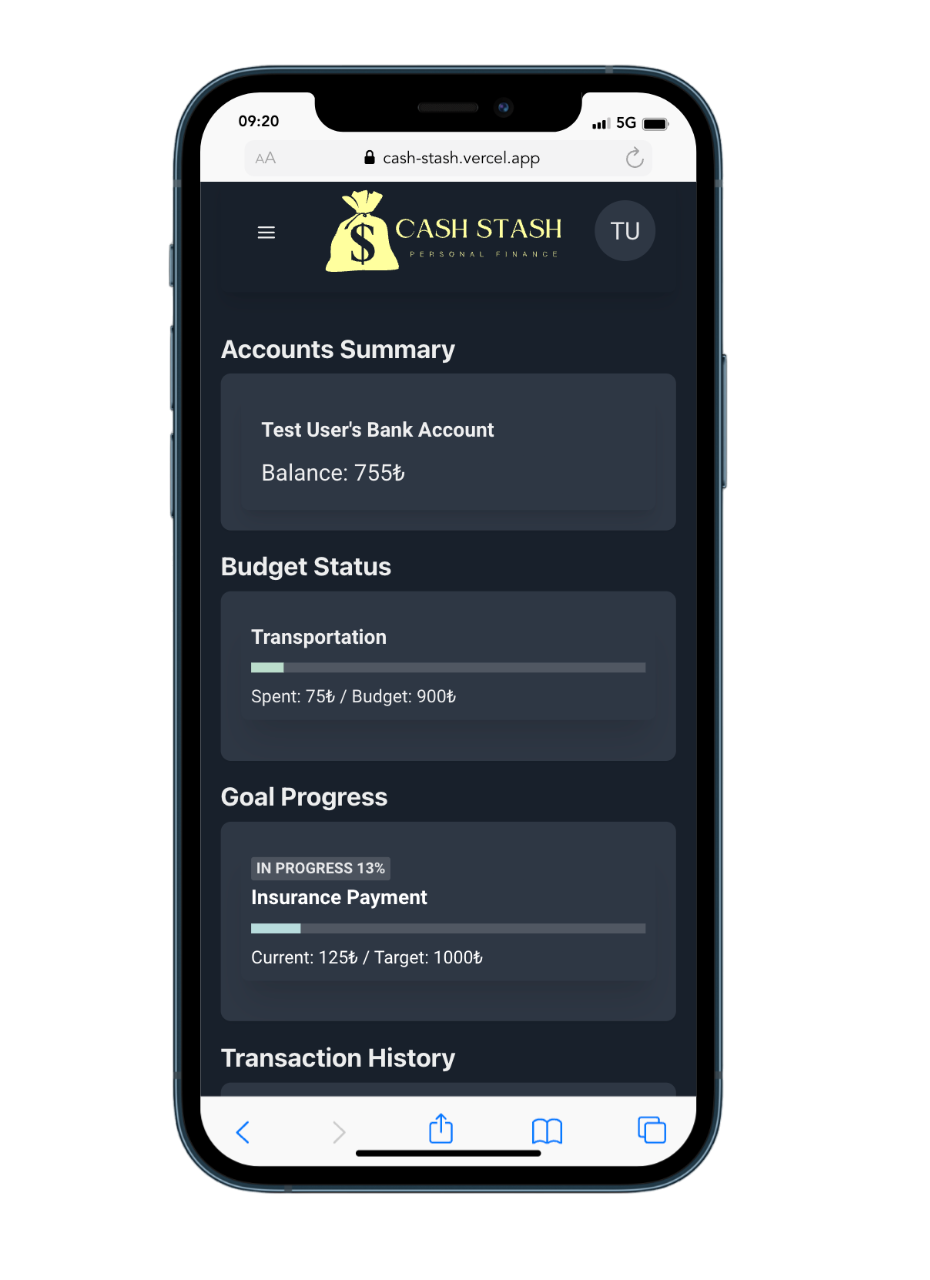 09:20
5G
AA
cash-stash.vercel.app
$
CASH STASH
PERSONAL FINANCE
TU
Accounts Summary
Test User's Bank Account
Balance: 755₺
Budget Status
Transportation
Spent: 75₺ / Budget: 900₺
Goal Progress
IN PROGRESS 13%
Insurance Payment
Current: 125₺ / Target: 1000₺
Transaction History